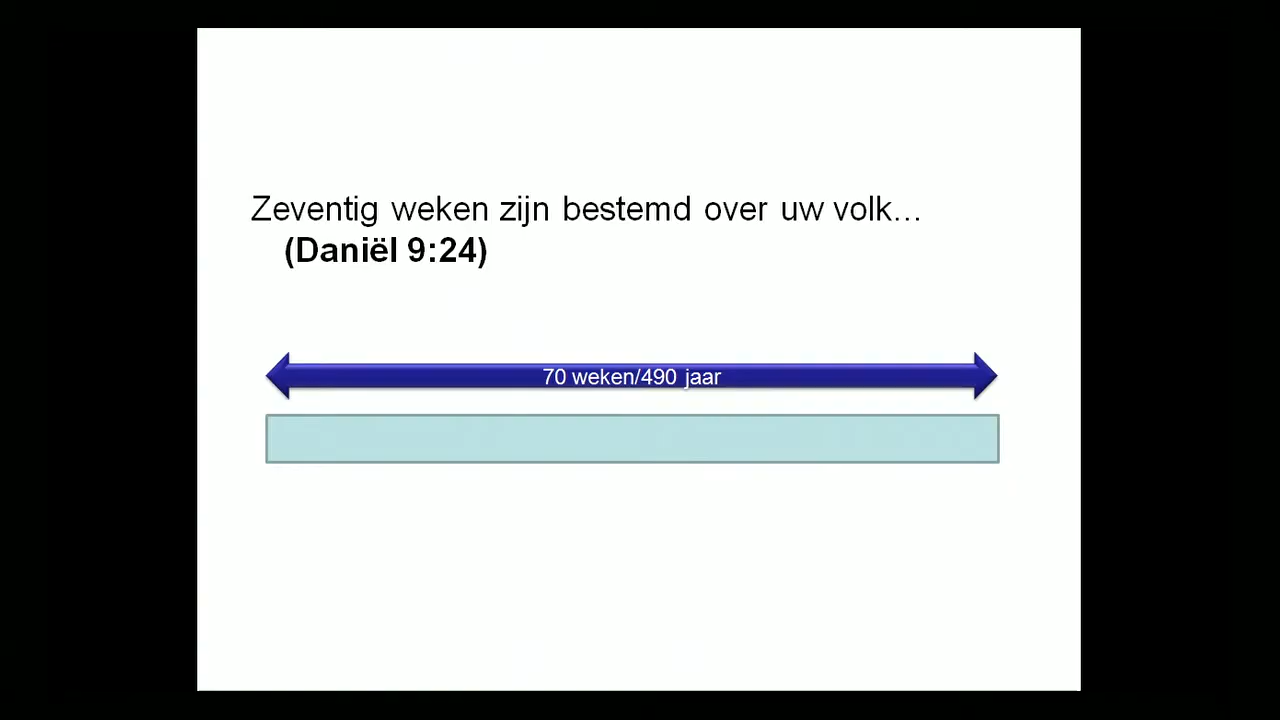 Zeventig weken zijn bestemd over uw volk…
(Daniël 9:24)
70 weken/490 jaar